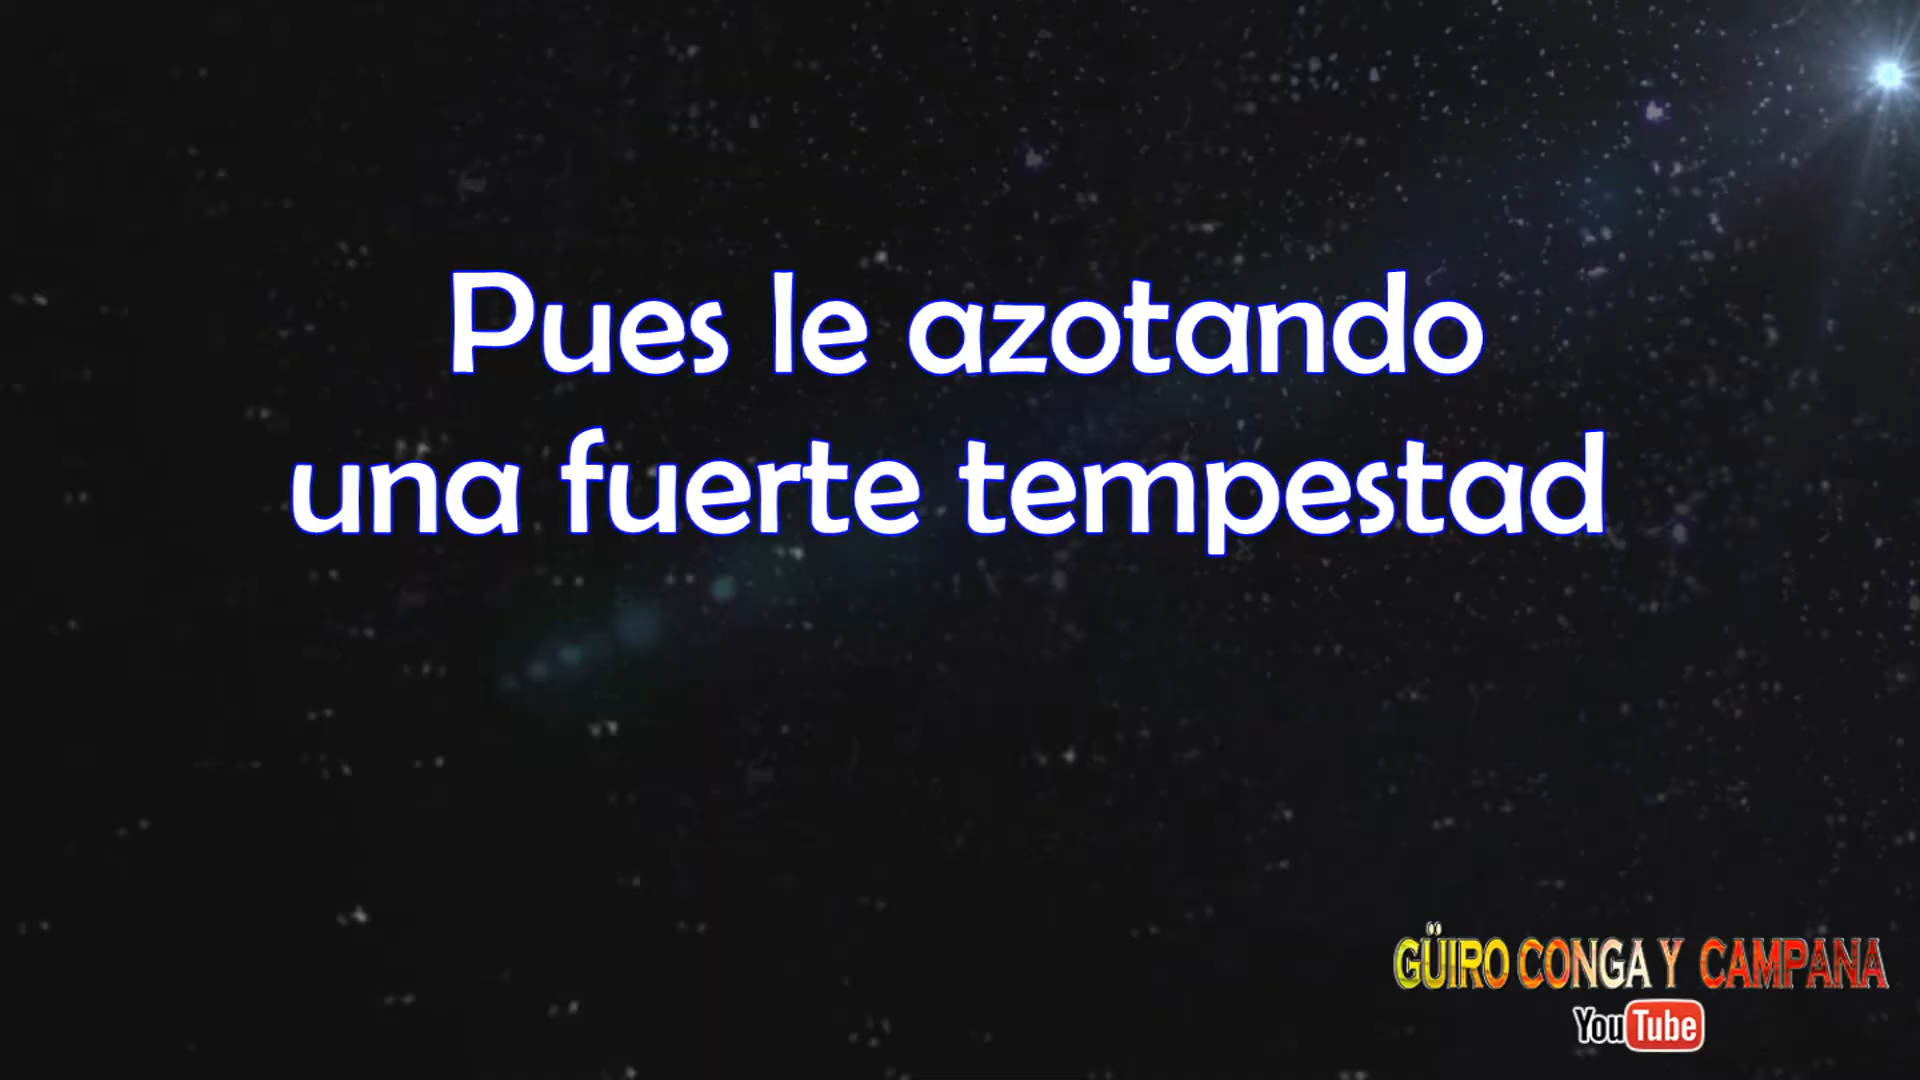 Pues le azotando
una fuerte tempestad
GÜIRO CONGA Y CAMPANA
YouTube